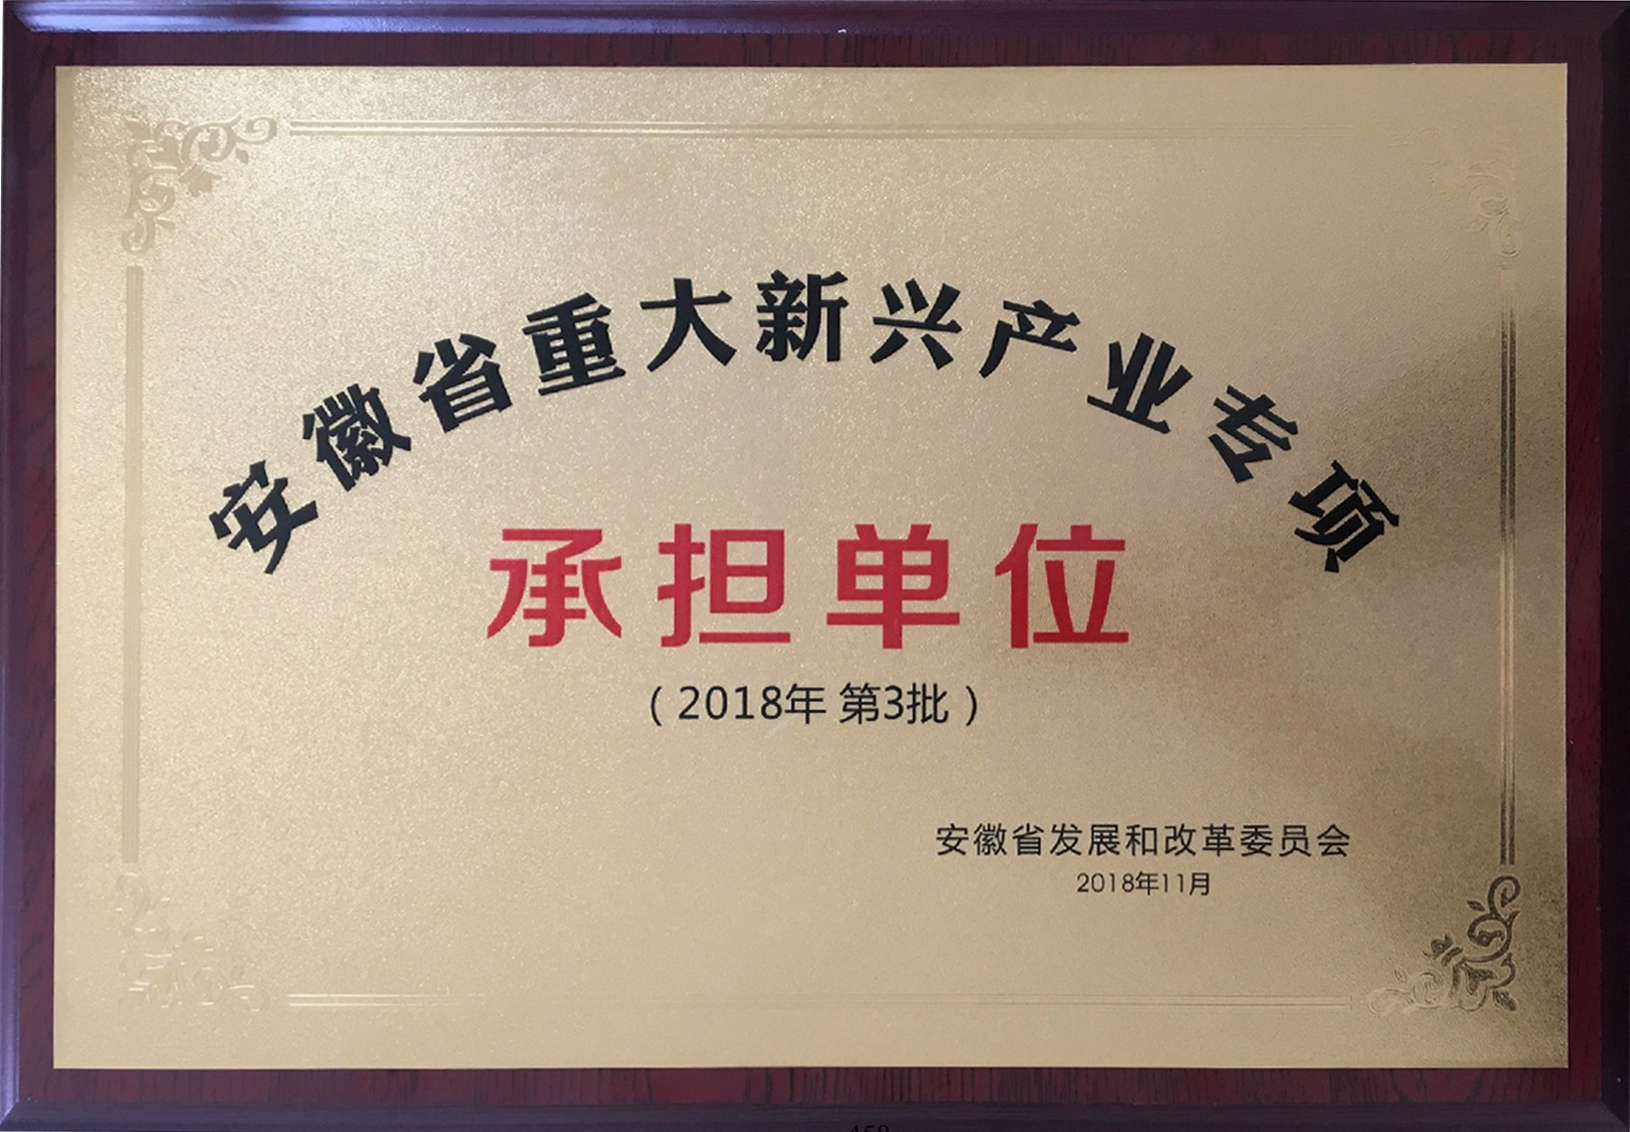 安徽省重大新兴产业专项
承担单位
（2018年 第3批）
安徽省发展和改革委员会
2018年11月